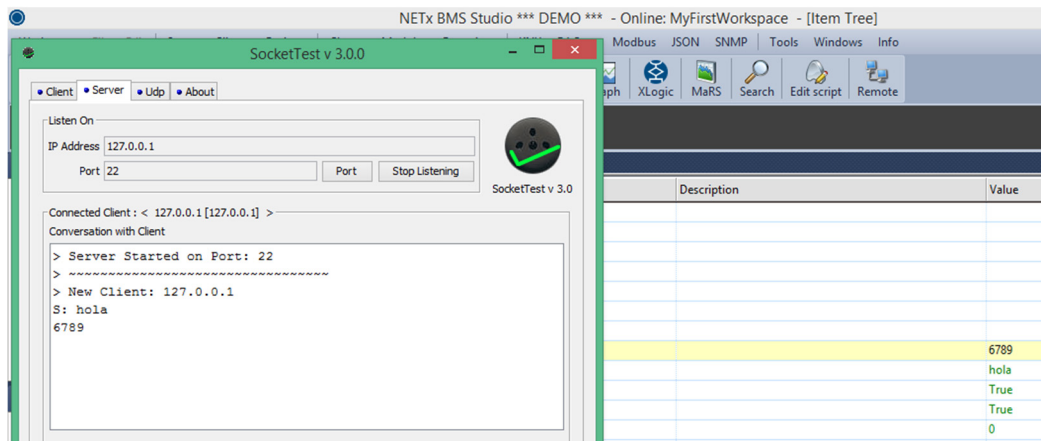 NETx BMS Studio *** DEMO *** - Online: MyFirstWorkspace - [Item Tree]
SocketTest v 3.0.0
Modbus JSON SNMP Tools Windows Info
XLogic MaRS Search Edit script Remote
Client Server Udp About
Listen On
IP Address 127.0.0.1
Port 22 Port Stop Listening
SocketTest v 3.0
Description Value
Connected Client : < 127.0.0.1 [127.0.0.1] >
Conversation with Client
> Server Started on Port: 22
> ~~~~~~~~~~~~~~~~~~~~~~~~~~~~~~~~~
> New Client: 127.0.0.1
S: hola
6789
6789
hola
True
True
0